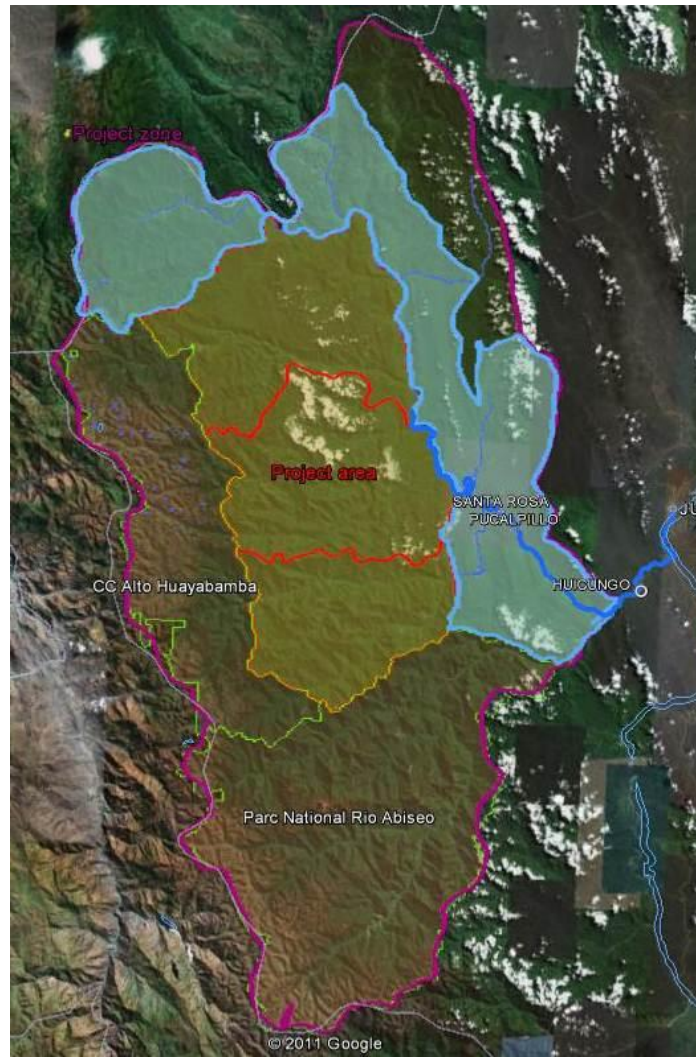 Project zone
Project area
SANTA ROSA
PUCALPILLO
HUICUNGO
CC Alto Huayabamba
Parc National Rio Abiseo
© 2011 Google